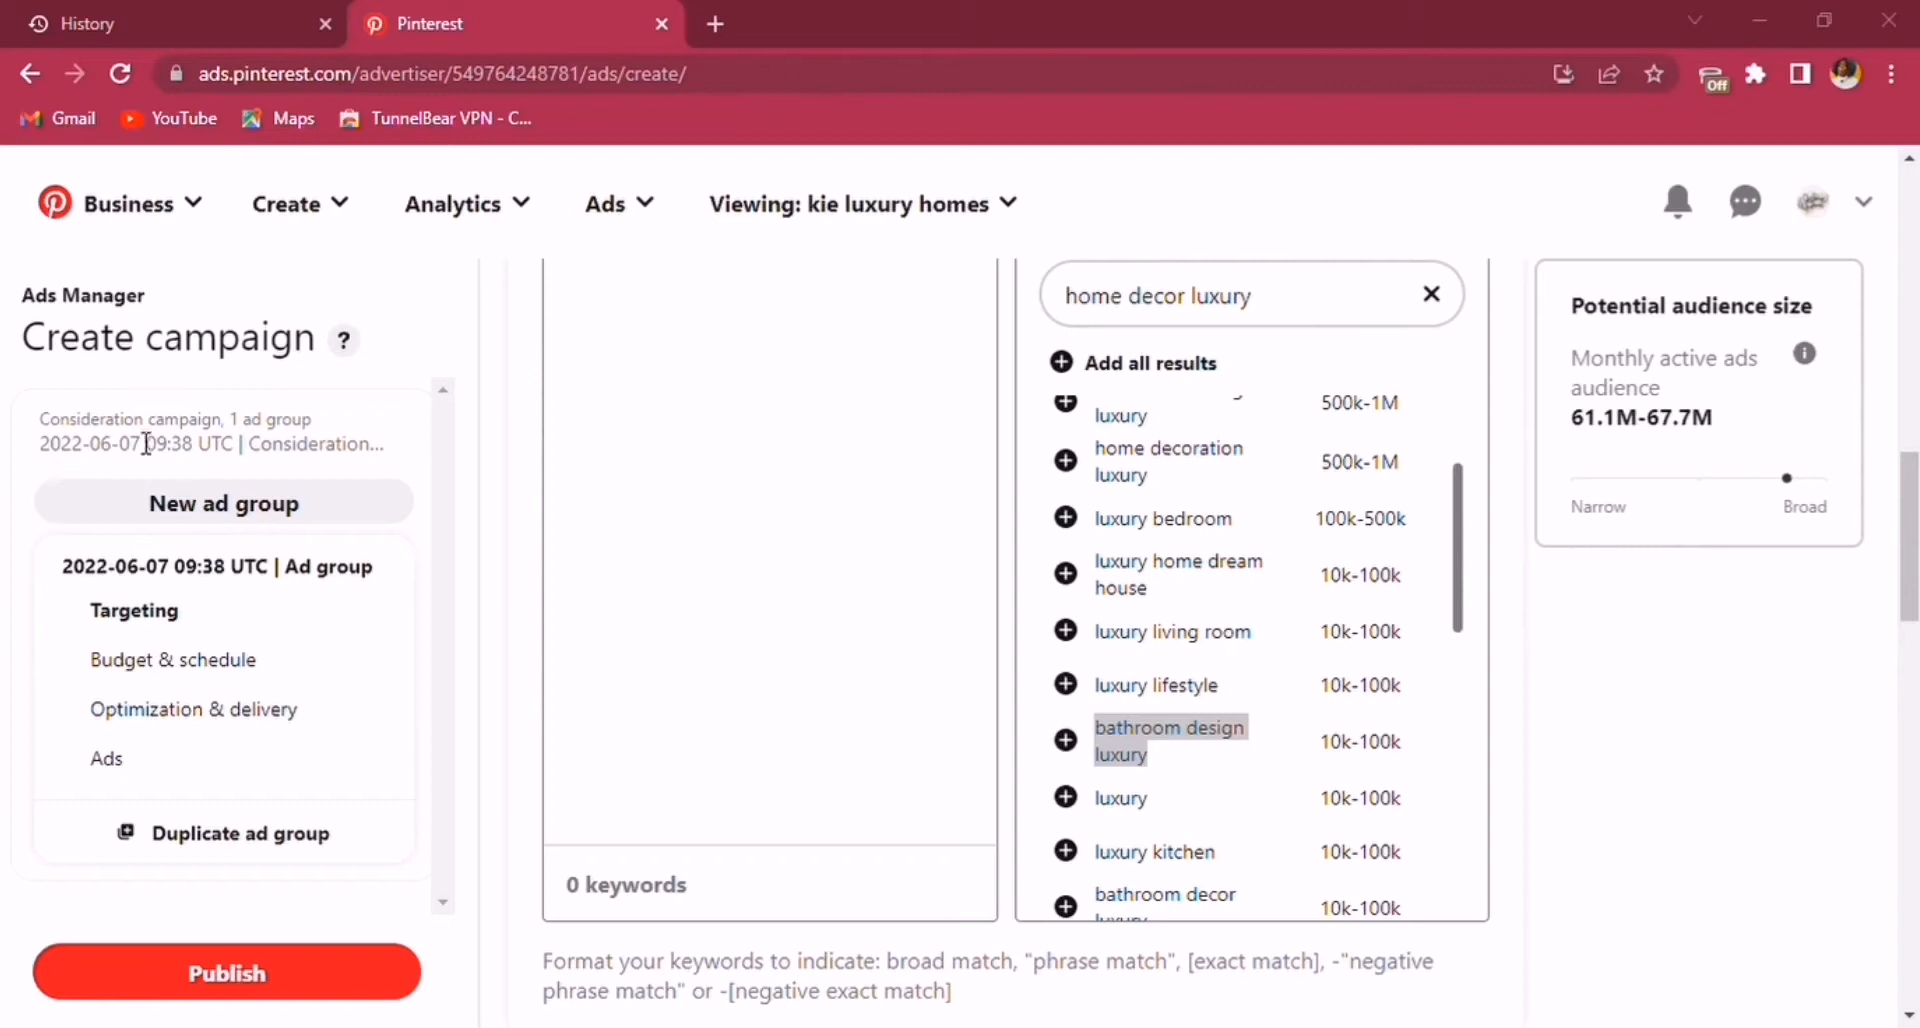 History
Pinterest
ads.pinterest.com/advertiser/549764248781/ads/create/
Off
Gmail
YouTube
Maps
TunnelBear VPN - C...
Business
Create
Analytics
Ads
Viewing: kie luxury homes
Ads Manager
Create campaign ?
Consideration campaign, 1 ad group
2022-06-07 09:38 UTC | Consideration...
New ad group
2022-06-07 09:38 UTC | Ad group
Targeting
Budget & schedule
Optimization & delivery
Ads
Duplicate ad group
Publish
0 keywords
home decor luxury
Add all results
luxury 500k-1M
home decoration
luxury 500k-1M
luxury bedroom 100k-500k
luxury home dream
house 10k-100k
luxury living room 10k-100k
luxury lifestyle 10k-100k
bathroom design
luxury 10k-100k
luxury 10k-100k
luxury kitchen 10k-100k
bathroom decor
luxury 10k-100k
Format your keywords to indicate: broad match, "phrase match", [exact match], -"negative
phrase match" or -[negative exact match]
Potential audience size
Monthly active ads
audience
61.1M-67.7M
Narrow
Broad